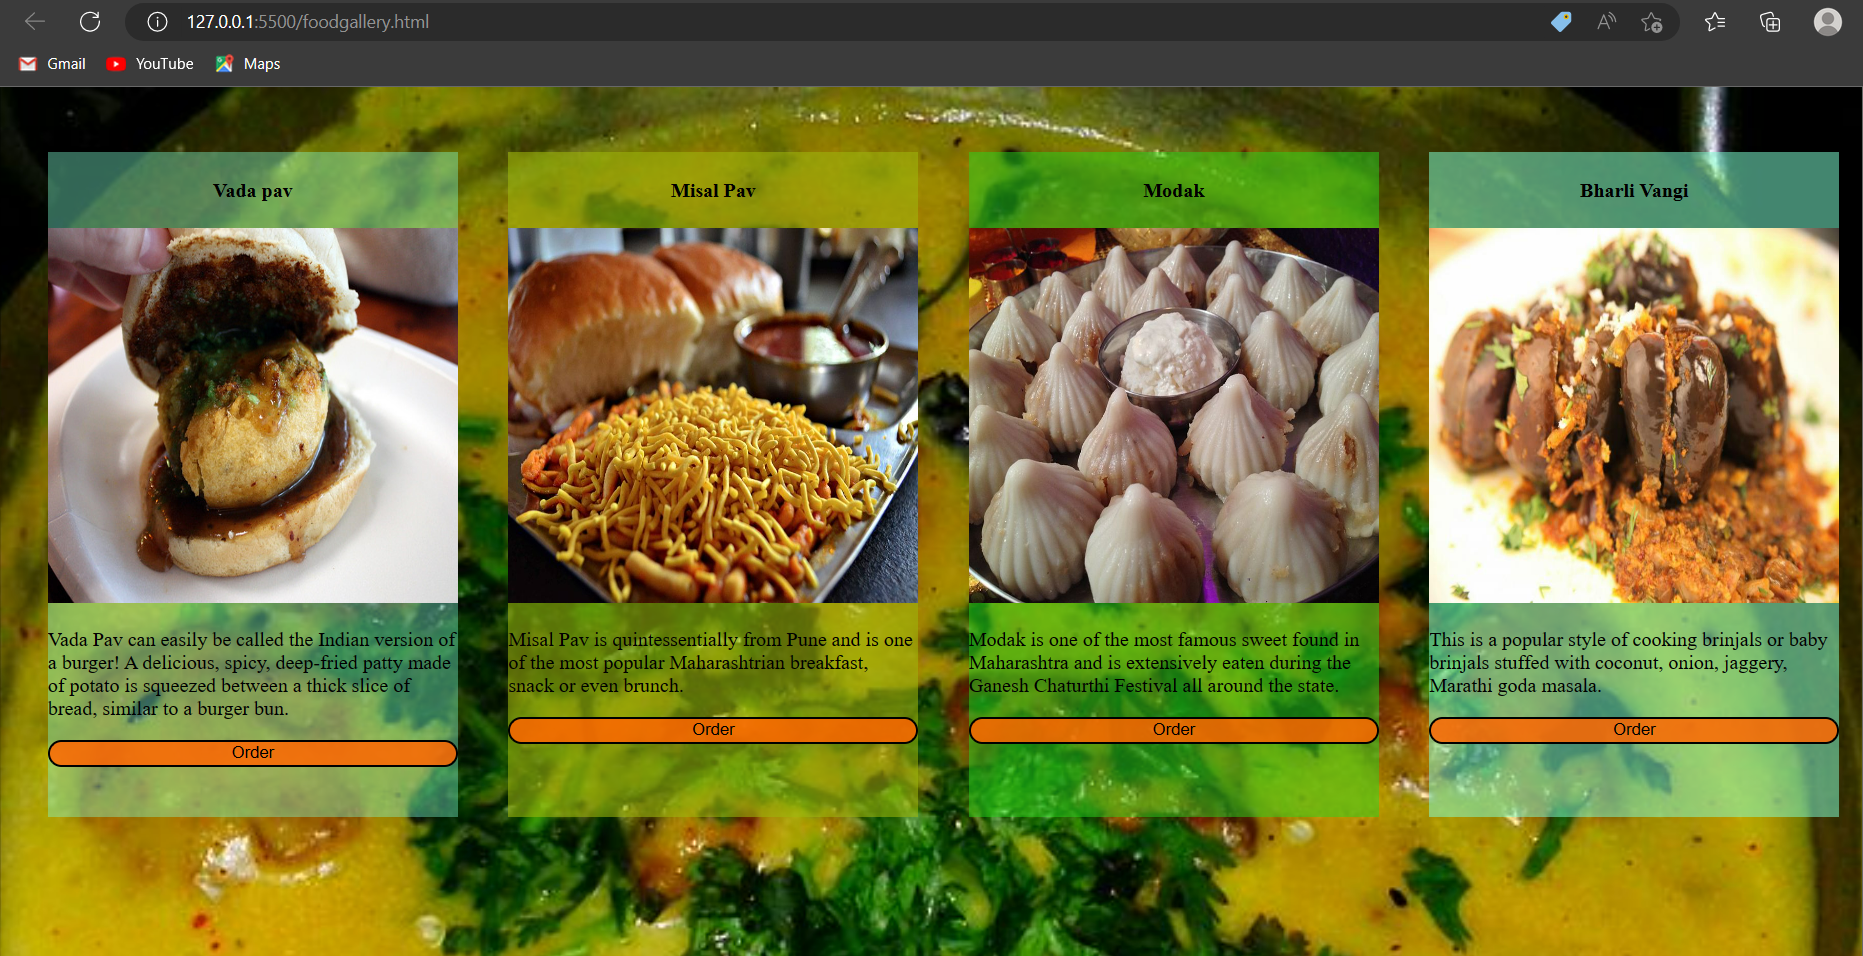 127.0.0.1:5500/foodgallery.html
Gmail YouTube Maps
Vada pav
Vada Pav can easily be called the Indian version of
a burger! A delicious, spicy, deep-fried patty made
of potato is squeezed between a thick slice of
bread, similar to a burger bun.
Order
Misal Pav
Misal Pav is quintessentially from Pune and is one
of the most popular Maharashtrian breakfast,
snack or even brunch.
Order
Modak
Modak is one of the most famous sweet found in
Maharashtra and is extensively eaten during the
Ganesh Chaturthi Festival all around the state.
Order
Bharli Vangi
This is a popular style of cooking brinjals or baby
brinjals stuffed with coconut, onion, jaggery,
Marathi goda masala.
Order